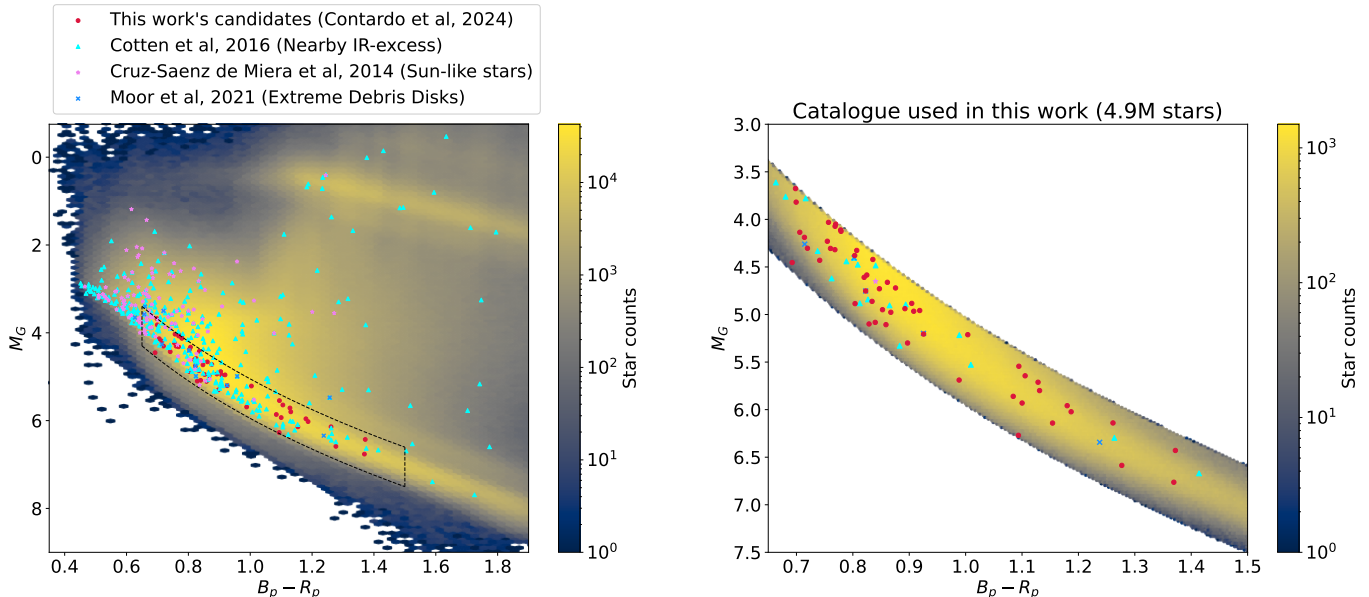 This work's candidates (Contardo et al, 2024)
Cotten et al, 2016 (Nearby IR-excess)
Cruz-Saenz de Miera et al, 2014 (Sun-like stars)
Moor et al, 2021 (Extreme Debris Disks)
0
2
4
6
8
M_G
0.4 0.6 0.8 1.0 1.2 1.4 1.6 1.8
B_p − R_p
10^4
10^3
10^2
10^1
10^0
Star counts
Catalogue used in this work (4.9M stars)
3.0
3.5
4.0
4.5
5.0
5.5
6.0
6.5
7.0
7.5
M_G
0.7 0.8 0.9 1.0 1.1 1.2 1.3 1.4 1.5
B_p − R_p
10^3
10^2
10^1
10^0
Star counts